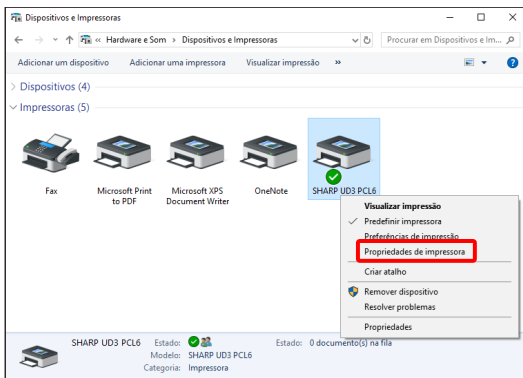 Dispositivos e Impressoras
« Hardware e Som > Dispositivos e Impressoras
Procurar em Dispositivos e Im...
Adicionar um dispositivo Adicionar uma impressora Visualizar impressão »
Dispositivos (4)
Impressoras (5)
Fax
Microsoft Print
to PDF
Microsoft XPS
Document Writer
OneNote
SHARP UD3 PCL6
Visualizar impressão
Predefinir impressora
Preferências de impressão
Propriedades de impressora
Criar atalho
Remover dispositivo
Resolver problemas
Propriedades
SHARP UD3 PCL6 Estado: Estado: 0 documento(s) na fila
Modelo: SHARP UD3 PCL6
Categoria: Impressora